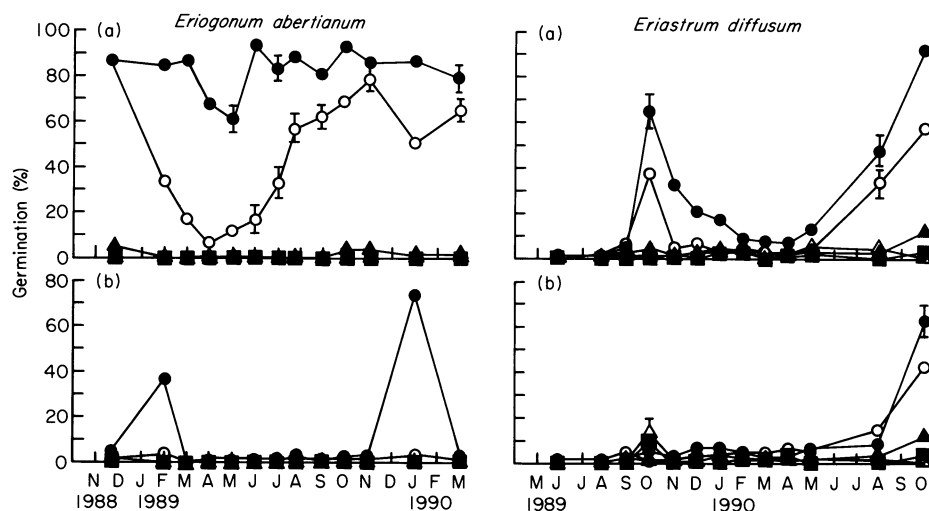 Eriogonum abertianum
Eriastrum diffusum
(a)
(a)
100
80
60
40
20
0
Germination (%)
(b)
(b)
80
60
40
20
0
N D J F M A M J J A S O N D J F M
1988 1989 1990
M J J A S O N D J F M A M J J A S O
1989 1990